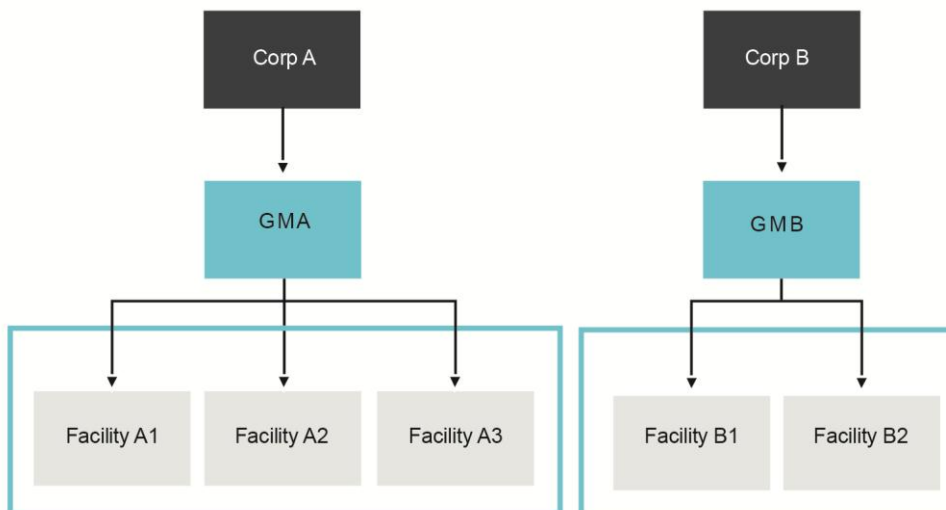 Corp A
Corp B
GMA
GMB
Facility A1
Facility A2
Facility A3
Facility B1
Facility B2